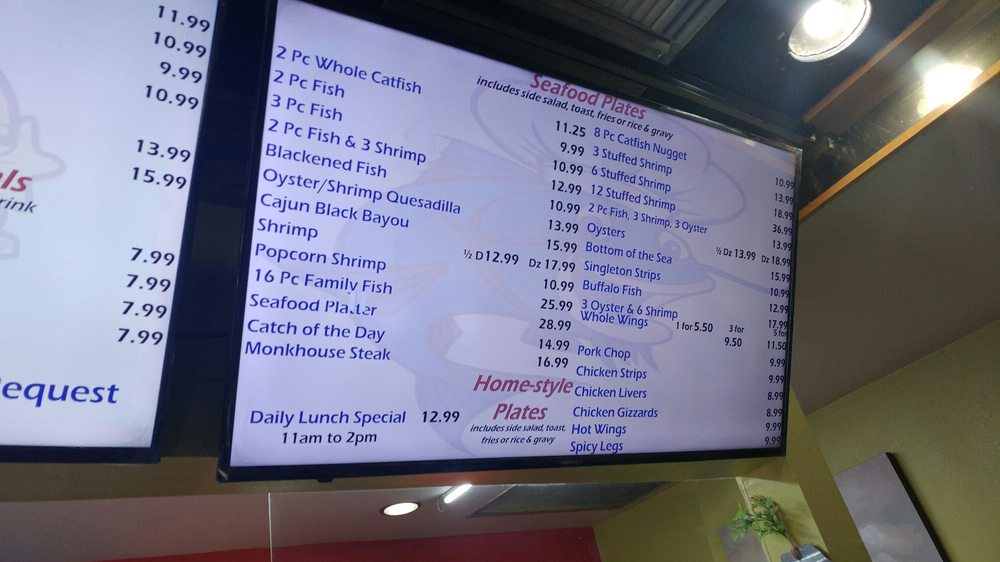 11.99
10.99
9.99
10.99
13.99
15.99
als
rink
7.99
7.99
7.99
7.99
equest
Seafood Plates
includes side salad, toast, fries or rice & gravy
2 Pc Whole Catfish 11.25
2 Pc Fish 9.99
3 Pc Fish 10.99
2 Pc Fish & 3 Shrimp 12.99
Blackened Fish 10.99
Oyster/Shrimp Quesadilla 13.99
Cajun Black Bayou 15.99
Shrimp ½ D 12.99 Dz 17.99
Popcorn Shrimp 10.99
16 Pc Family Fish 25.99
Seafood Platter 28.99
Catch of the Day 14.99
Monkhouse Steak 16.99
Daily Lunch Special 12.99
11am to 2pm
8 Pc Catfish Nugget 10.99
3 Stuffed Shrimp 13.99
6 Stuffed Shrimp 18.99
12 Stuffed Shrimp 36.99
2 Pc Fish, 3 Shrimp, 3 Oyster 13.99
Oysters ½ Dz 13.99 Dz 18.99
Bottom of the Sea 15.99
Singleton Strips 10.99
Buffalo Fish 12.99
3 Oyster & 6 Shrimp 17.99
Whole Wings 1 for 5.50 3 for 9.50 5 for 11.50
Home-style
Plates
includes side salad, toast,
fries or rice & gravy
Pork Chop 9.99
Chicken Strips 9.99
Chicken Livers 8.99
Chicken Gizzards 8.99
Hot Wings 9.99
Spicy Legs 9.99